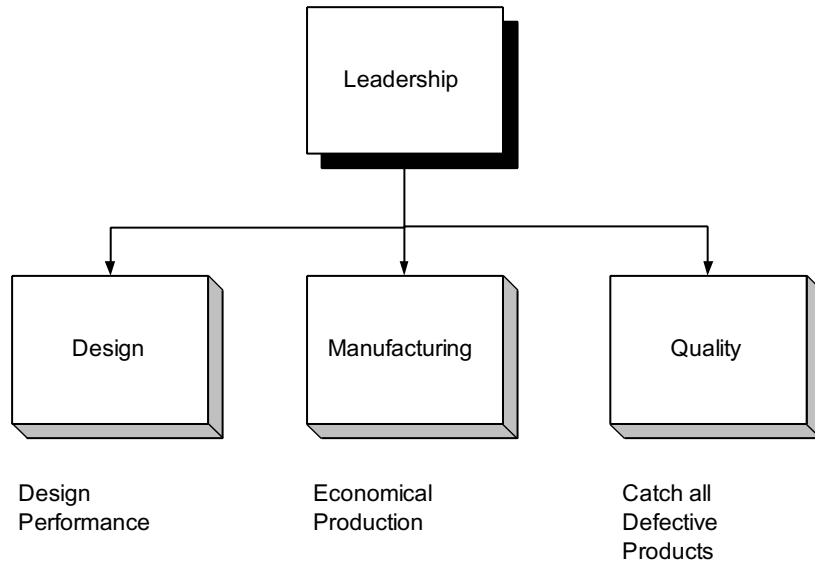 Leadership
Design
Manufacturing
Quality
Design
Performance
Economical
Production
Catch all
Defective
Products